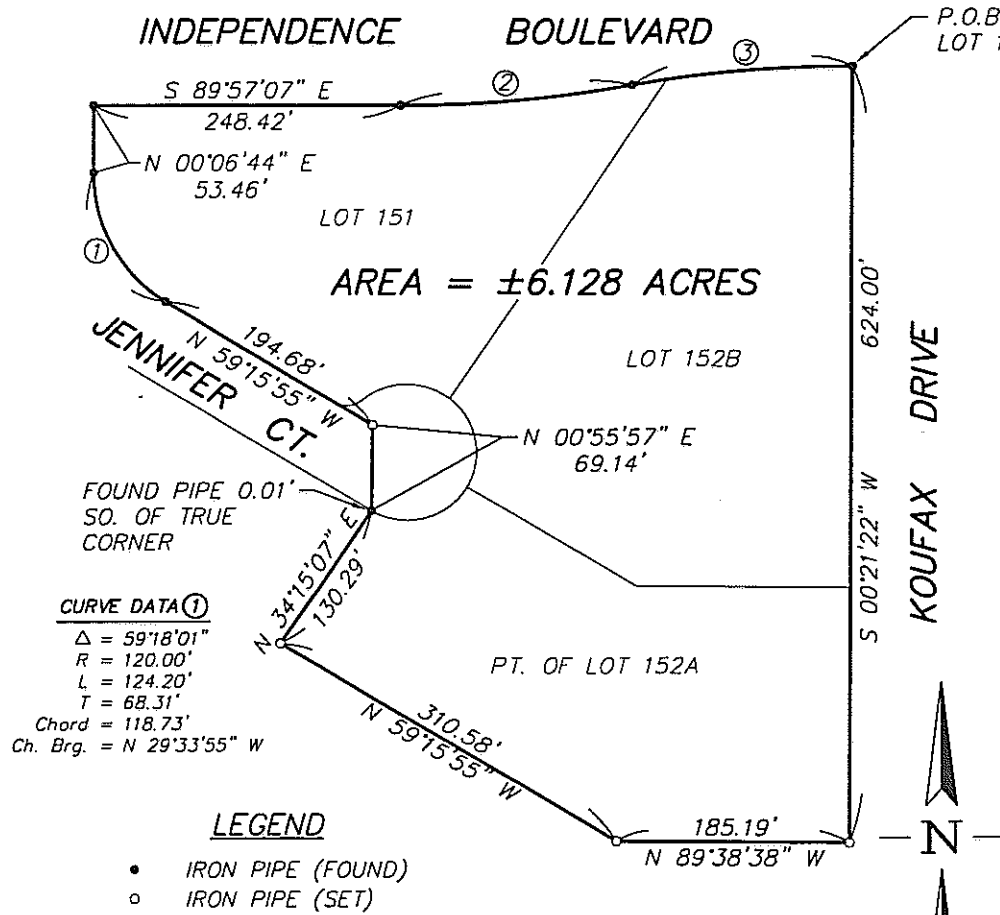 INDEPENDENCE BOULEVARD
P.O.B
LOT 1
③
②
S 89°57'07" E
248.42'
N 00°06'44" E
53.46'
LOT 151
①
AREA = ±6.128 ACRES
194.68'
N 59°15'55" W
JENNIFER CT.
LOT 152B
624.00'
S 00°21'22" W
KOUFAX DRIVE
N 00°55'57" E
69.14'
FOUND PIPE 0.01'
SO. OF TRUE
CORNER
N 34°15'07" E
130.29'
CURVE DATA ①
Δ = 59°18'01"
R = 120.00'
L = 124.20'
T = 68.31'
Chord = 118.73'
Ch. Brg. = N 29°33'55" W
PT. OF LOT 152A
310.58'
N 59°15'55" W
185.19'
N 89°38'38" W
N
LEGEND
• IRON PIPE (FOUND)
○ IRON PIPE (SET)